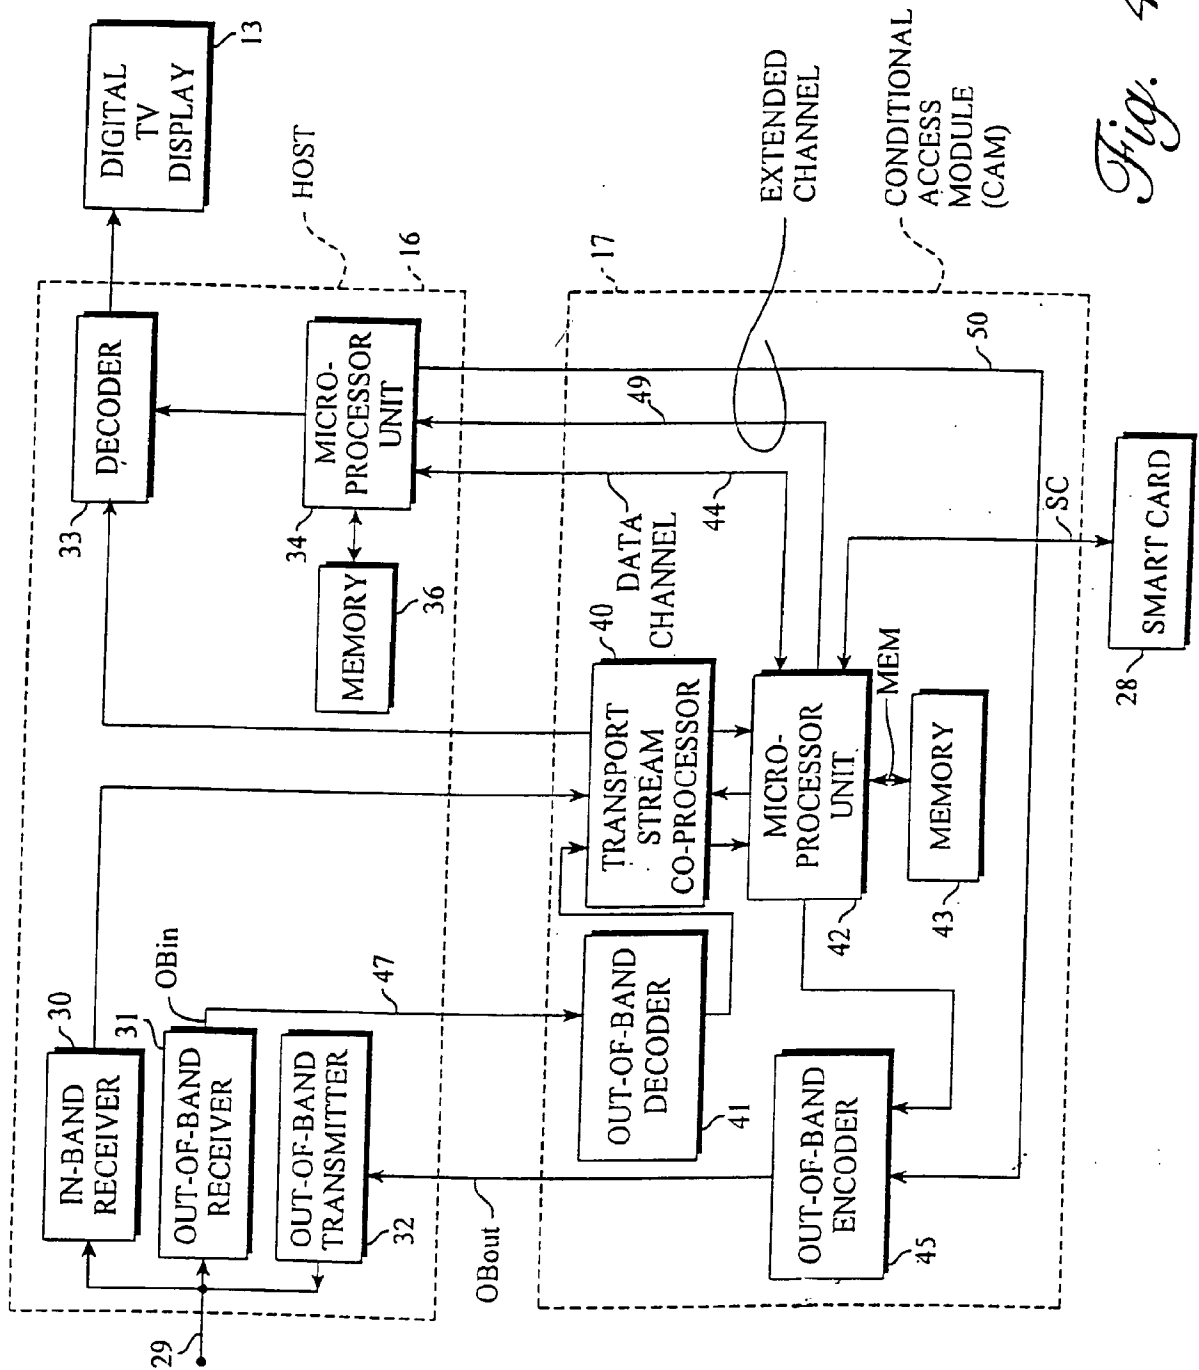 29
IN-BAND
RECEIVER
30
OUT-OF-BAND
RECEIVER
31
OBin
OUT-OF-BAND
TRANSMITTER
32
47
DECODER
33
DIGITAL
TV
DISPLAY
13
MICRO-
PROCESSOR
UNIT
34
MEMORY
36
HOST
16
OBout
OUT-OF-BAND
DECODER
41
TRANSPORT
STREAM
CO-PROCESSOR
40
DATA
CHANNEL
44
49
EXTENDED
CHANNEL
17
OUT-OF-BAND
ENCODER
45
MICRO-
PROCESSOR
UNIT
42
MEM
MEMORY
43
50
CONDITIONAL
ACCESS
MODULE
(CAM)
SC
SMART CARD
28
Fig.